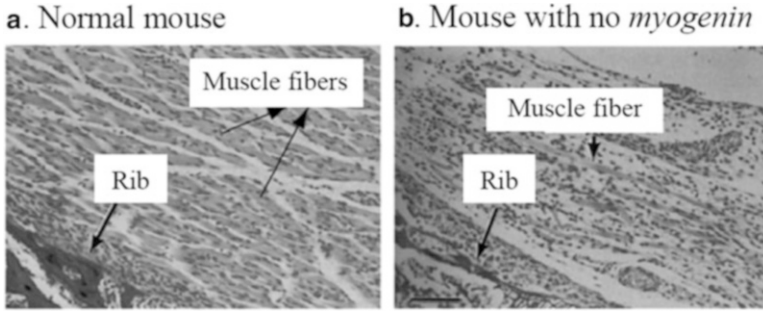 a. Normal mouse
Muscle fibers
Rib
b. Mouse with no myogenin
Muscle fiber
Rib